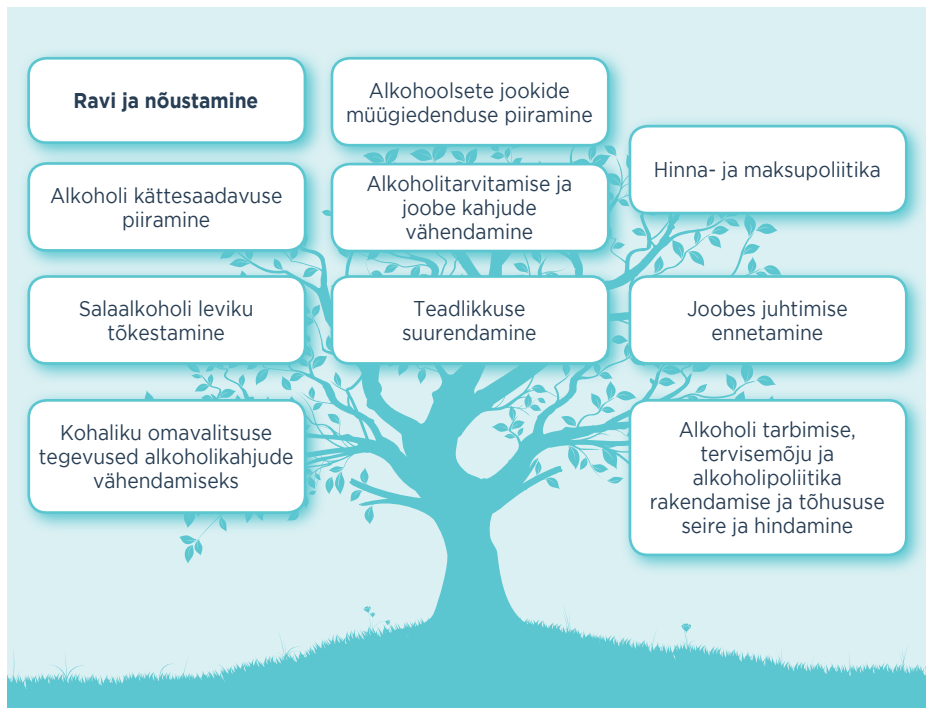 Ravi ja nõustamine
Alkohoolsete jookide
müügiedenduse piiramine
Hinna- ja maksupoliitika
Alkoholi kättesaadavuse
piiramine
Alkoholitarvitamise ja
joobe kahjude
vähendamine
Salaalkoholi leviku
tõkestamine
Teadlikkuse
suurendamine
Joobes juhtimise
ennetamine
Kohaliku omavalitsuse
tegevused alkoholikahjude
vähendamiseks
Alkoholi tarbimise,
tervisemõju ja
alkoholipoliitika
rakendamise ja tõhususe
seire ja hindamine